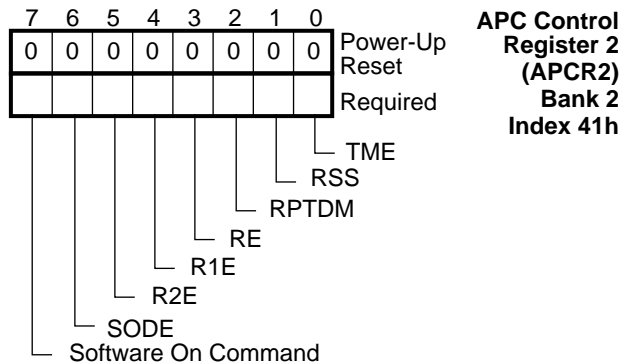 7 6 5 4 3 2 1 0
0 0 0 0 0 0 0 0
Power-Up
Reset
Required
APC Control
Register 2
(APCR2)
Bank 2
Index 41h
TME
RSS
RPTDM
RE
R1E
R2E
SODE
Software On Command